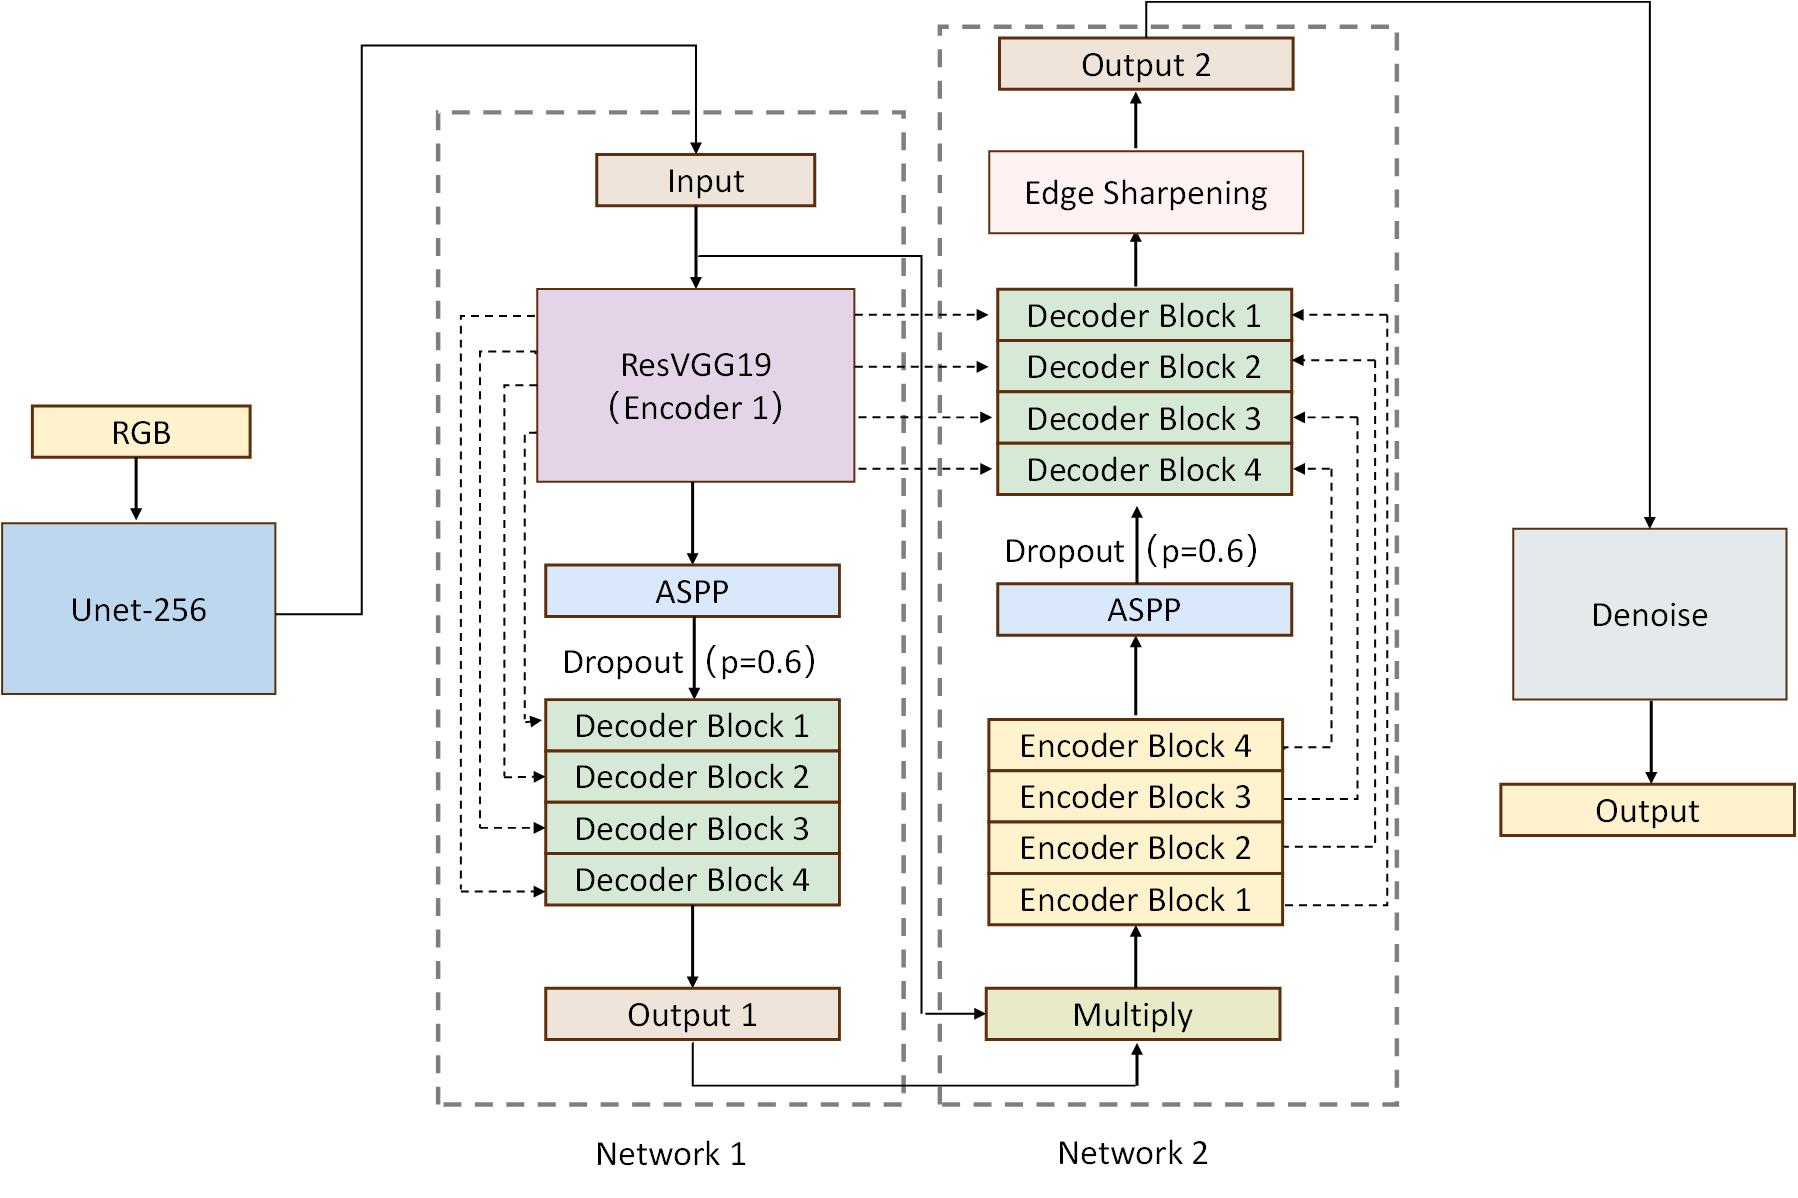 RGB
Unet-256
Input
ResVGG19
(Encoder 1)
ASPP
Dropout (p=0.6)
Decoder Block 1
Decoder Block 2
Decoder Block 3
Decoder Block 4
Output 1
Network 1
Output 2
Edge Sharpening
Decoder Block 1
Decoder Block 2
Decoder Block 3
Decoder Block 4
Dropout (p=0.6)
ASPP
Encoder Block 4
Encoder Block 3
Encoder Block 2
Encoder Block 1
Multiply
Network 2
Denoise
Output